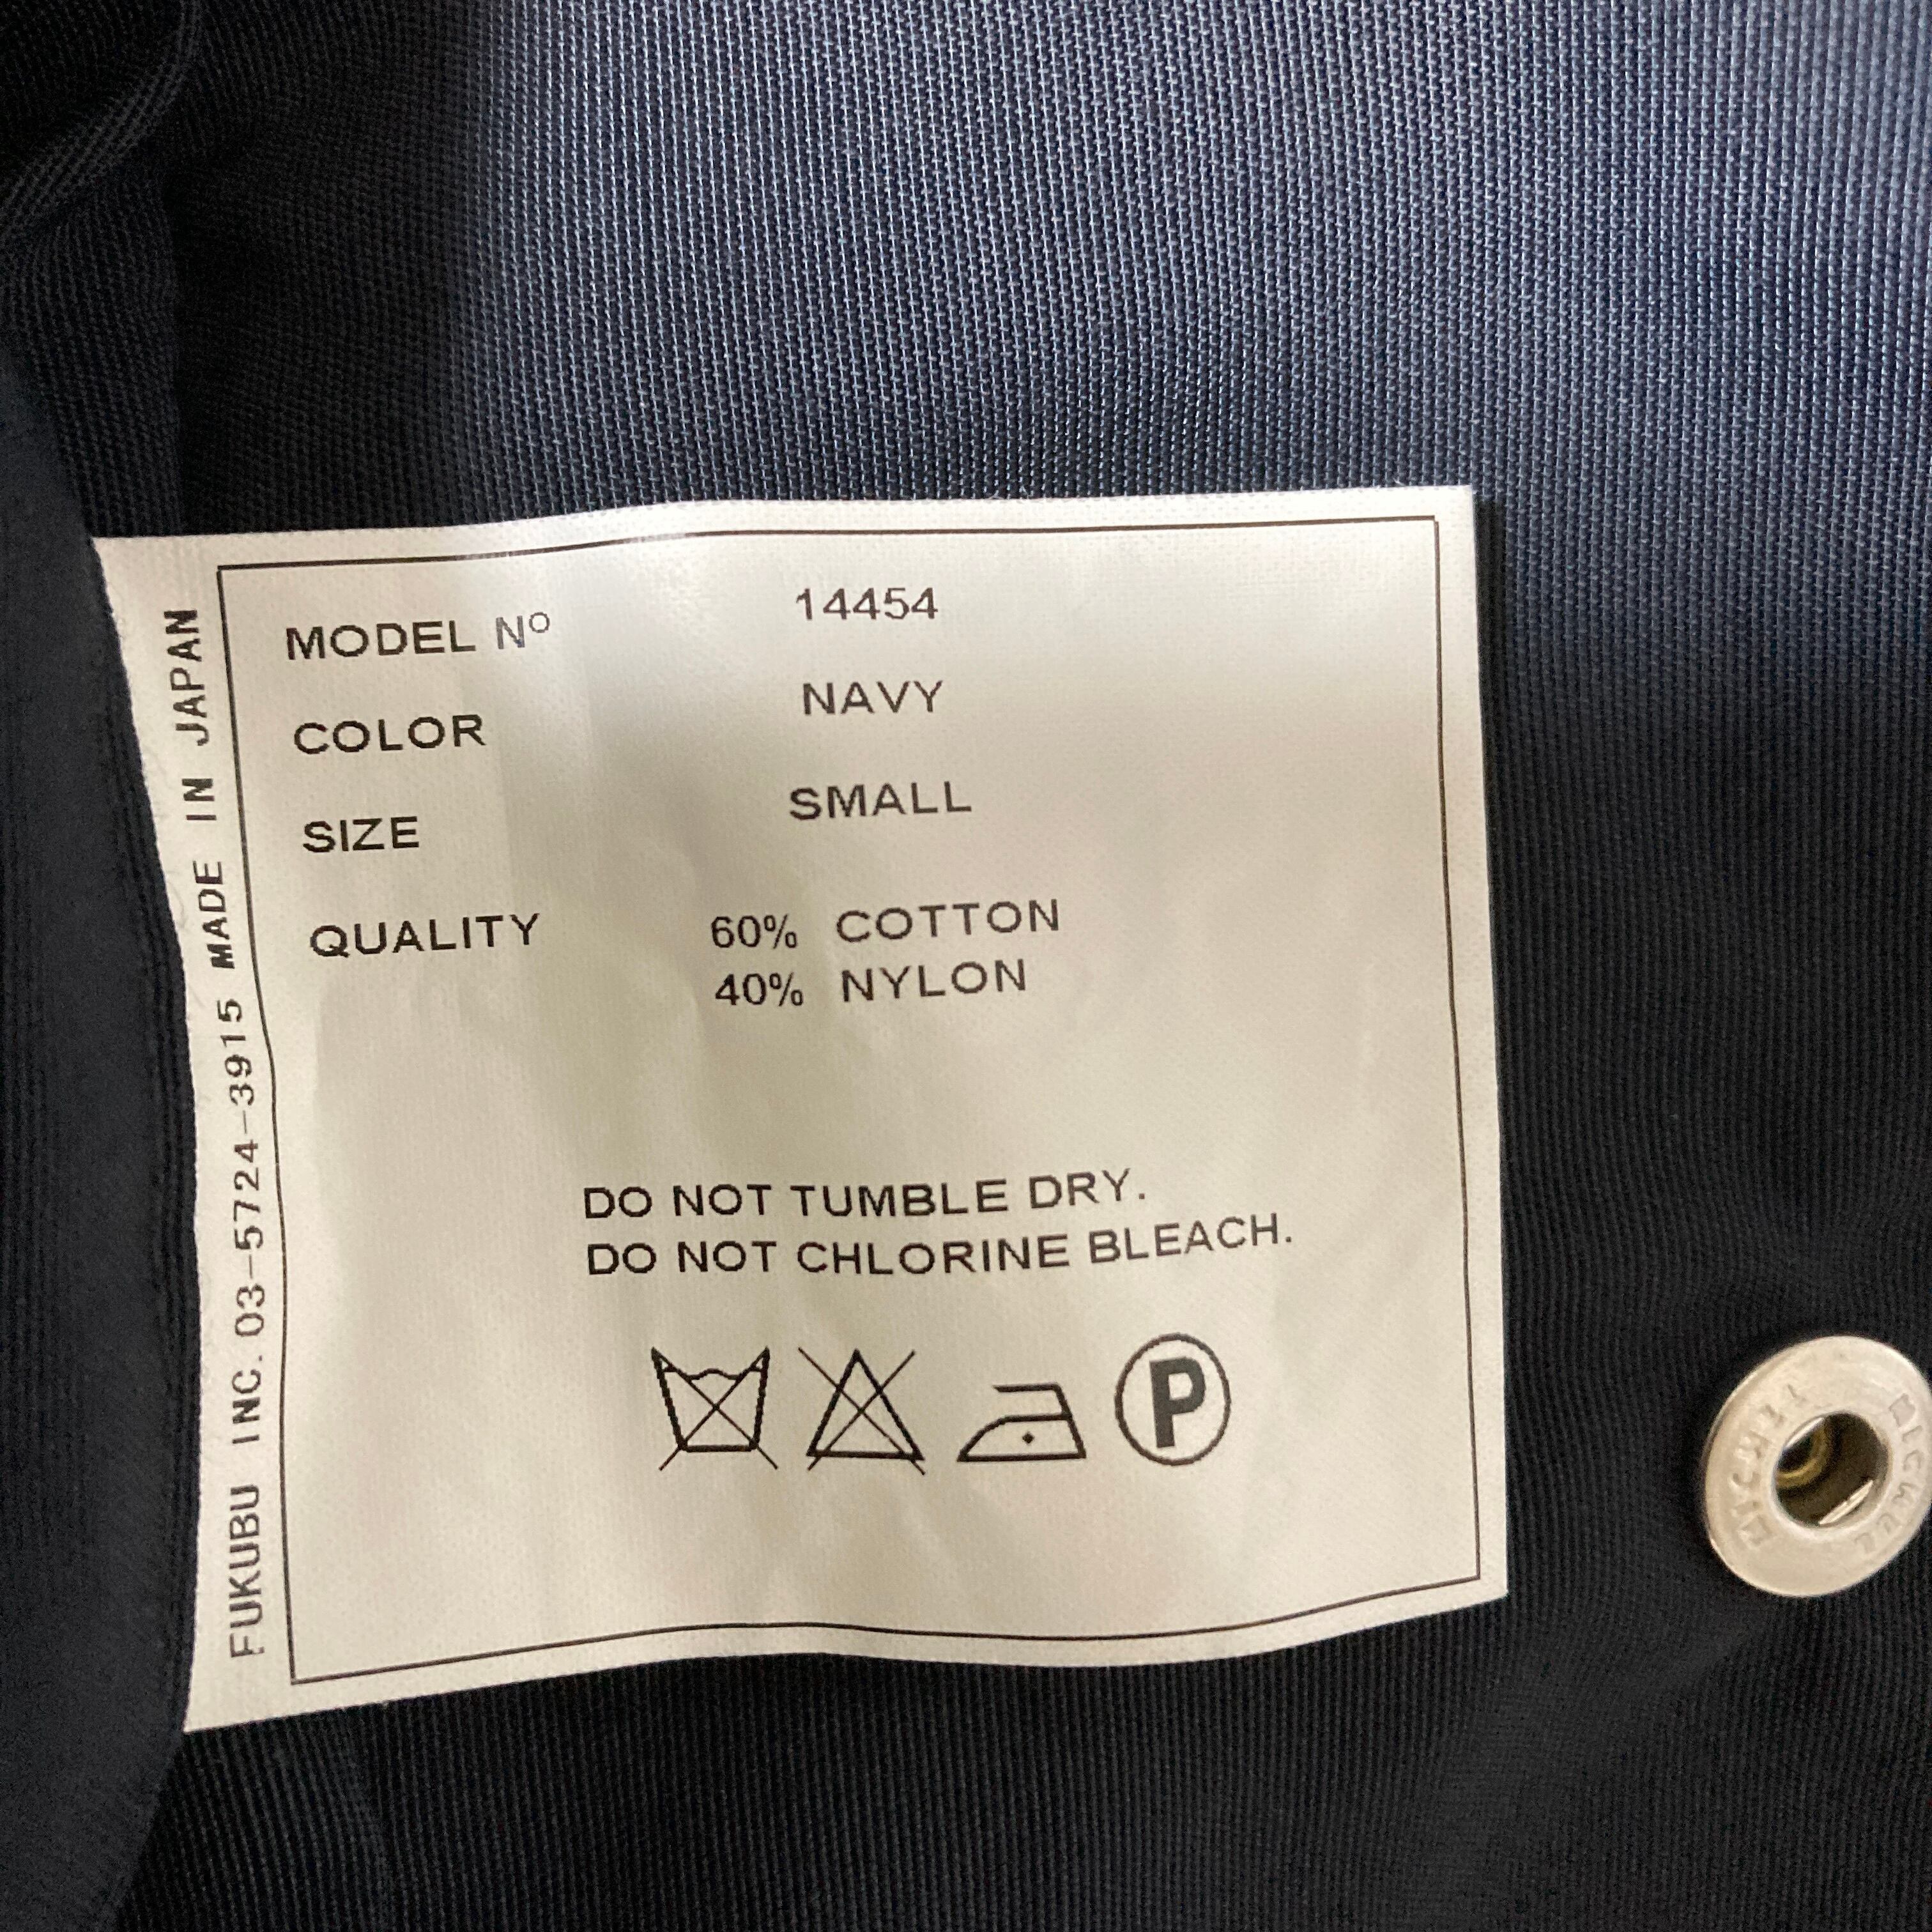 MODEL Nº 14454
COLOR NAVY
SIZE SMALL
QUALITY 60% COTTON
40% NYLON
DO NOT TUMBLE DRY.
DO NOT CHLORINE BLEACH.
P
FUKUBU INC. 03-5724-3915 MADE IN JAPAN